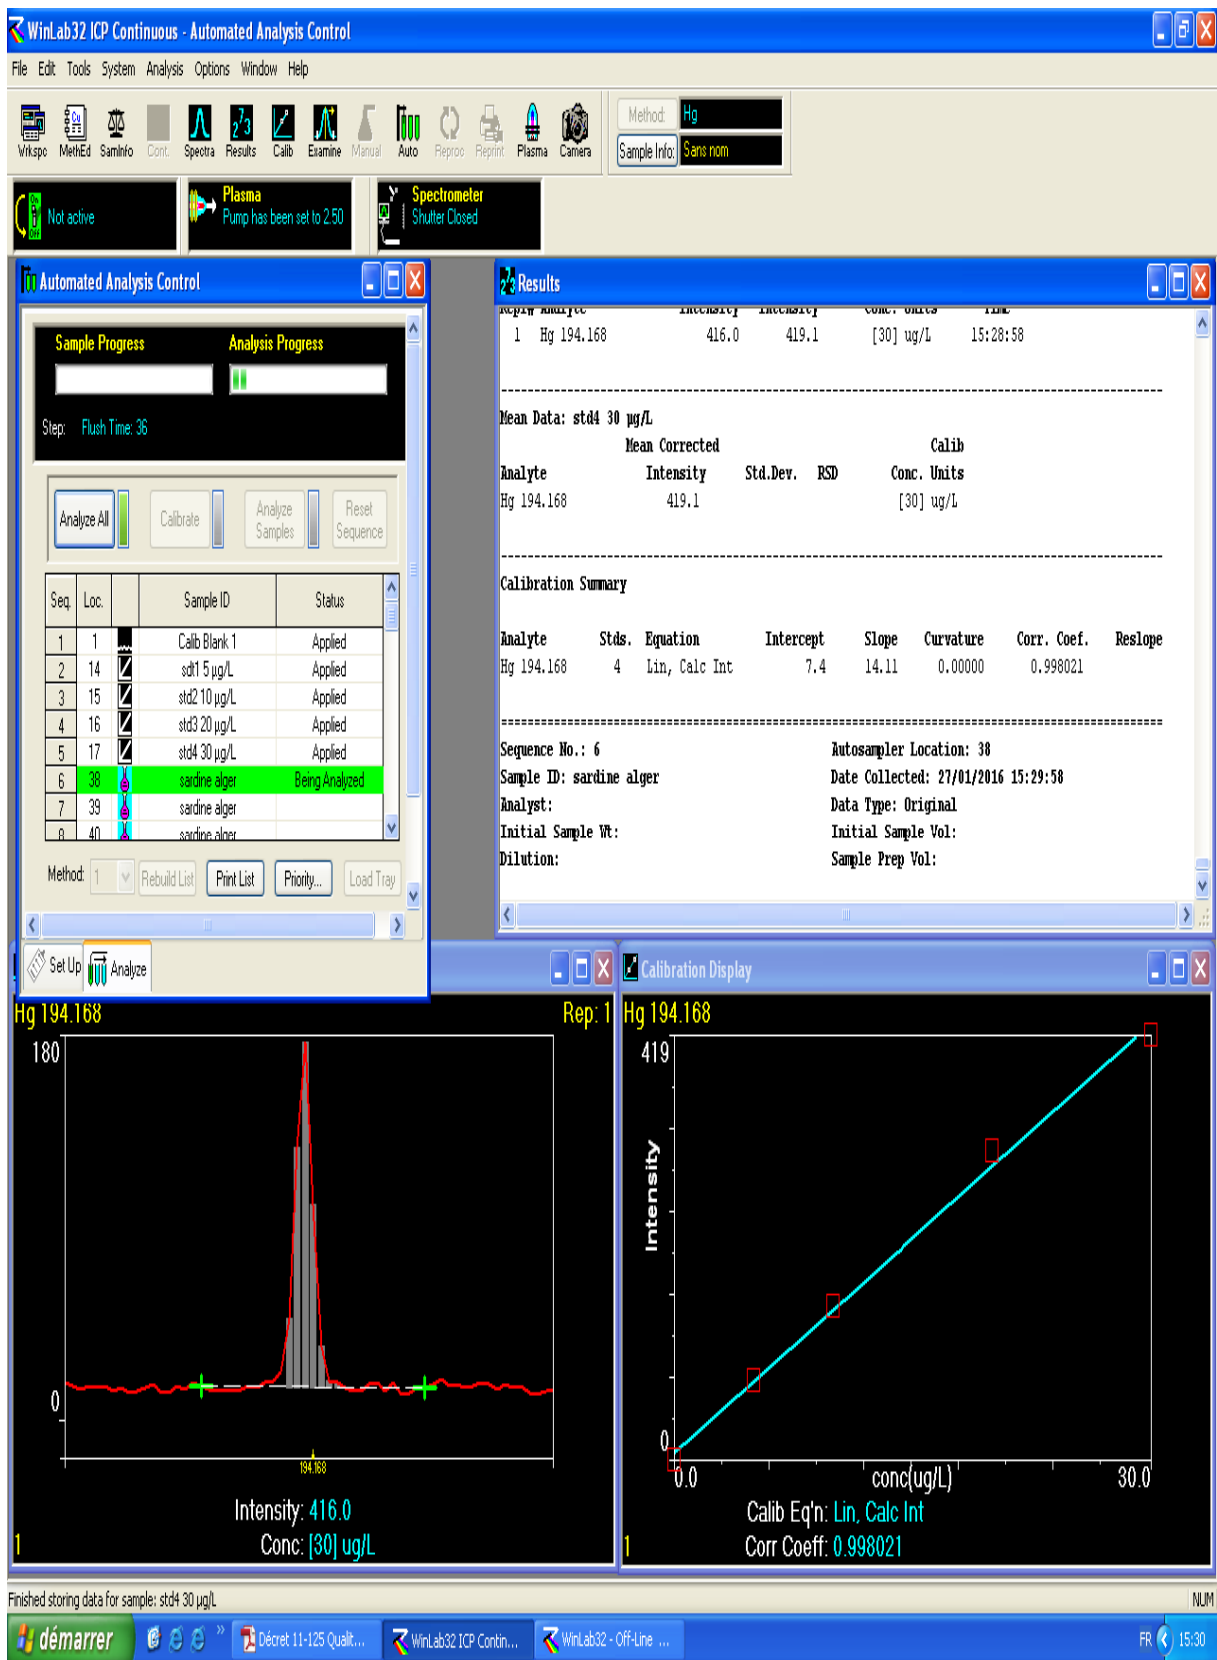 WinLab32 ICP Continuous - Automated Analysis Control
File Edit Tools System Analysis Options Window Help
Wrkspc MethEd SamInfo Cont. Spectra Results Calib Examine Manual Auto Reproc Reprint Plasma Camera
Method: Hg
Sample Info: Sans nom
Not active
Plasma
Pump has been set to 2.50
Spectrometer
Shutter Closed
Automated Analysis Control
Sample Progress Analysis Progress
Step: Flush Time: 36
Analyze All Calibrate Analyze Samples Reset Sequence
Seq. Loc. Sample ID Status
1 1 Calib Blank 1 Applied
2 14 sdt1 5 µg/L Applied
3 15 std2 10 µg/L Applied
4 16 std3 20 µg/L Applied
5 17 std4 30 µg/L Applied
6 38 sardine alger Being Analyzed
7 39 sardine alger
8 40 sardine alger
Method: 1 Rebuild List Print List Priority... Load Tray
Set Up Analyze
Results
Repl# Analyte Intensity Intensity Conc. Units Time
1 Hg 194.168 416.0 419.1 [30] ug/L 15:28:58
Mean Data: std4 30 µg/L
Mean Corrected Calib
Analyte Intensity Std.Dev. RSD Conc. Units
Hg 194.168 419.1 [30] ug/L
Calibration Summary
Analyte Stds. Equation Intercept Slope Curvature Corr. Coef. Reslope
Hg 194.168 4 Lin, Calc Int 7.4 14.11 0.00000 0.998021
Sequence No.: 6 Autosampler Location: 38
Sample ID: sardine alger Date Collected: 27/01/2016 15:29:58
Analyst: Data Type: Original
Initial Sample Wt: Initial Sample Vol:
Dilution: Sample Prep Vol:
Hg 194.168 Rep: 1
180
0
194.168
Intensity: 416.0
Conc: [30] ug/L
1
Calibration Display
Hg 194.168
419
Intensity
0
0.0 conc(ug/L) 30.0
Calib Eq'n: Lin, Calc Int
Corr Coeff: 0.998021
1
Finished storing data for sample: std4 30 µg/L NUM
démarrer Décret 11-125 Qualit... WinLab32 ICP Contin... WinLab32 - Off-Line ... FR 15:30